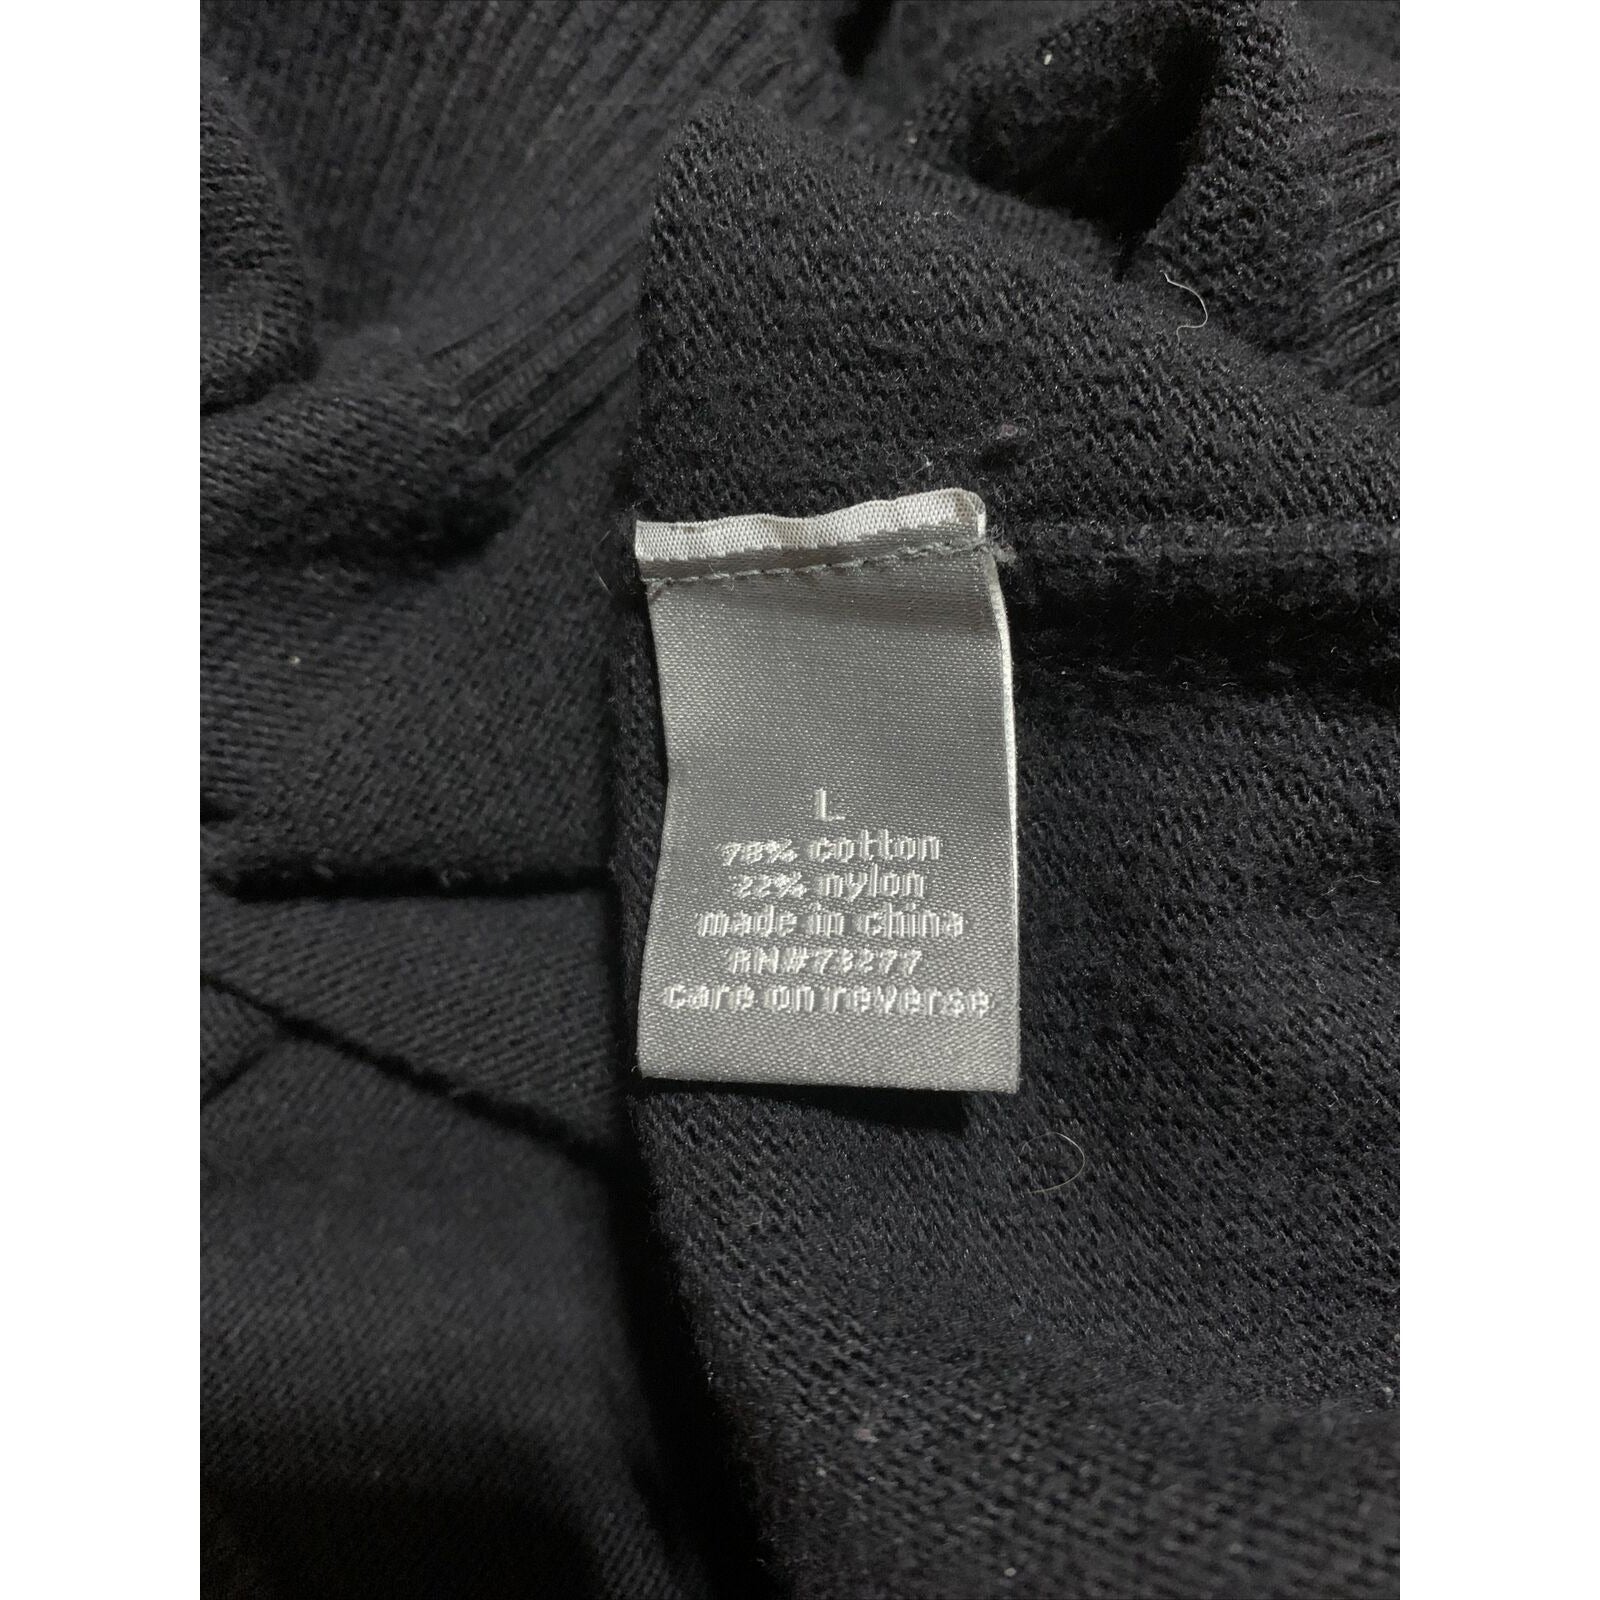 L
78% cotton
22% nylon
made in china
RN#73277
care on reverse